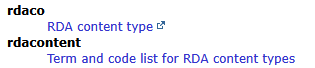 rdaco
RDA content type
rdacontent
Term and code list for RDA content types